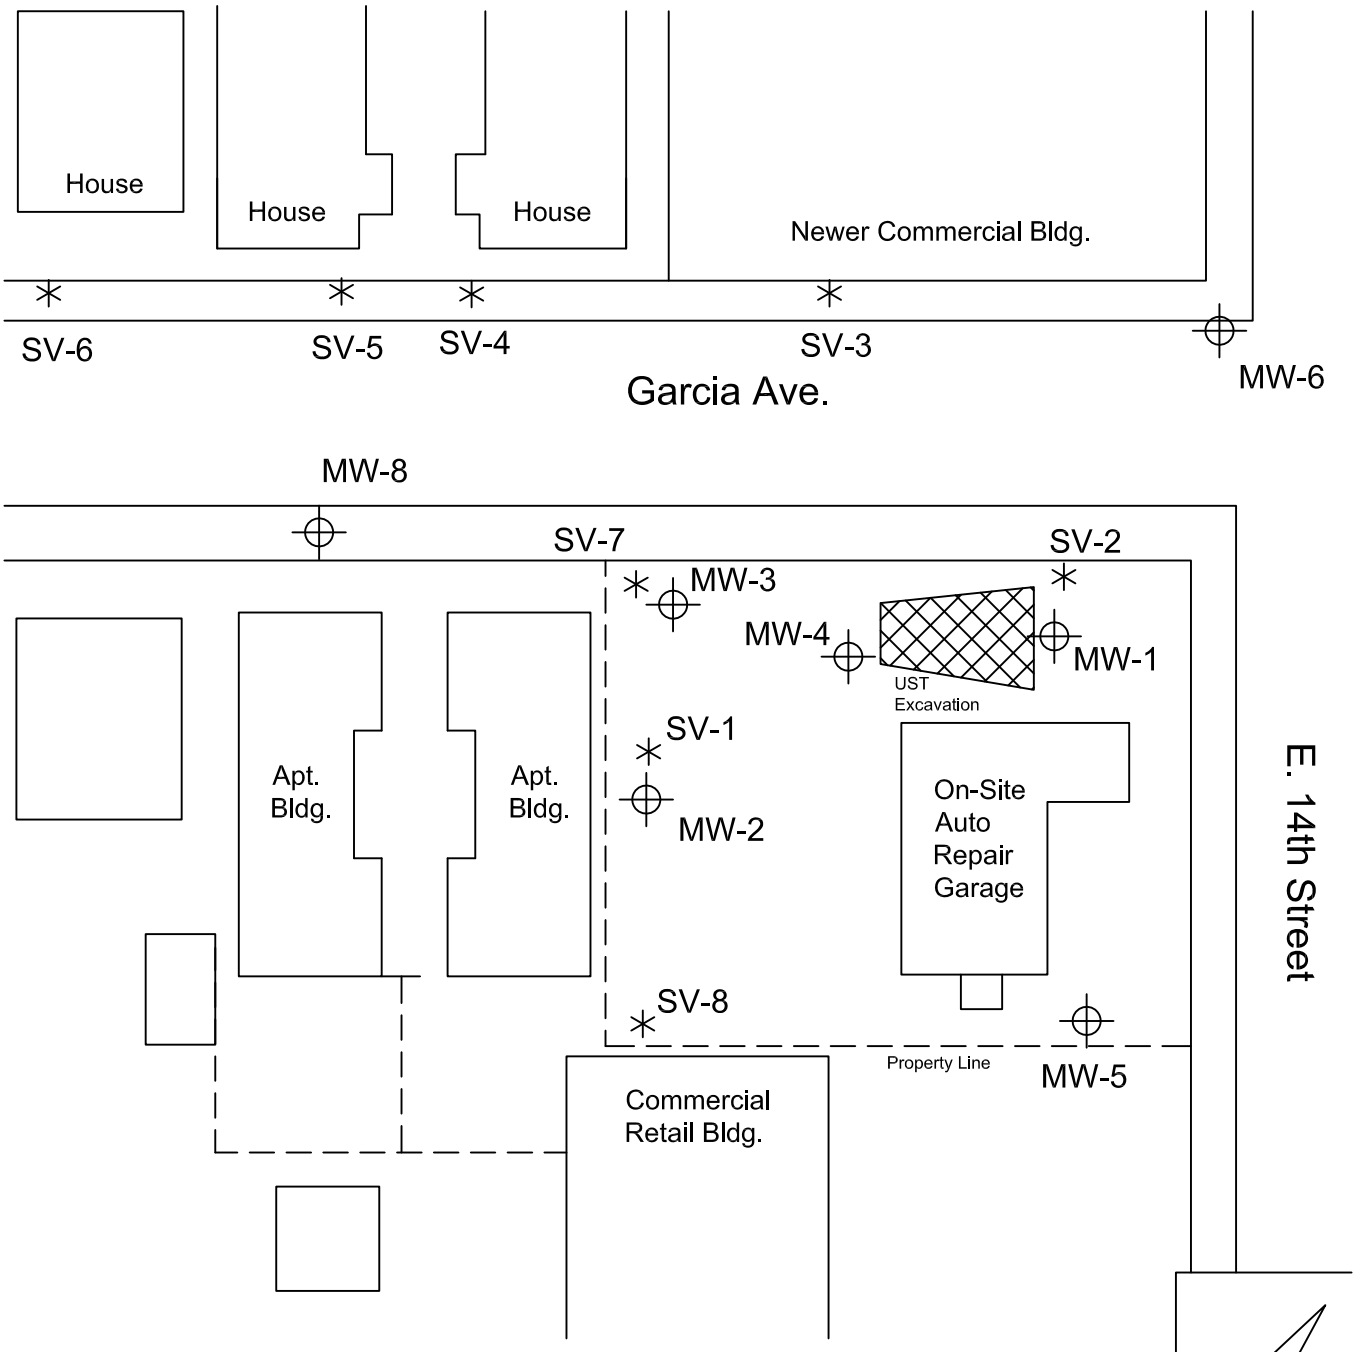 House
House
House
Newer Commercial Bldg.
SV-6
SV-5
SV-4
SV-3
MW-6
Garcia Ave.
MW-8
SV-7
SV-2
MW-3
MW-4
MW-1
UST
Excavation
SV-1
Apt.
Bldg.
Apt.
Bldg.
MW-2
On-Site
Auto
Repair
Garage
E. 14th Street
SV-8
Property Line
MW-5
Commercial
Retail Bldg.